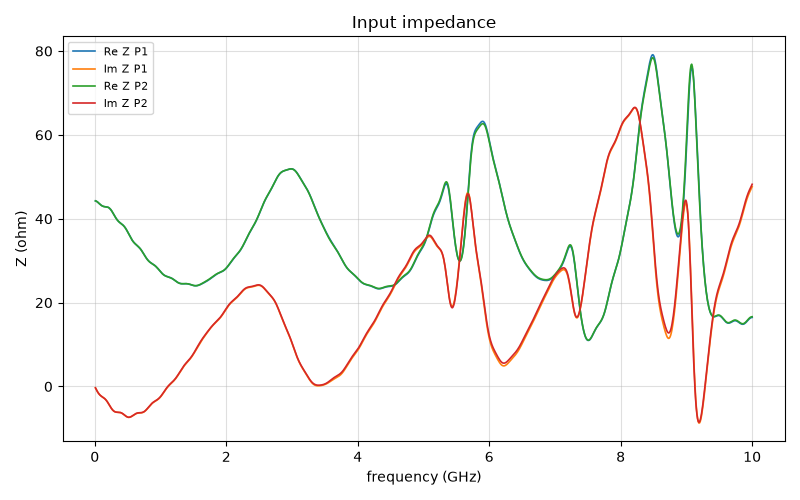 Input impedance
Re Z P1
Im Z P1
Re Z P2
Im Z P2
80
60
40
20
0
Z (ohm)
0 2 4 6 8 10
frequency (GHz)